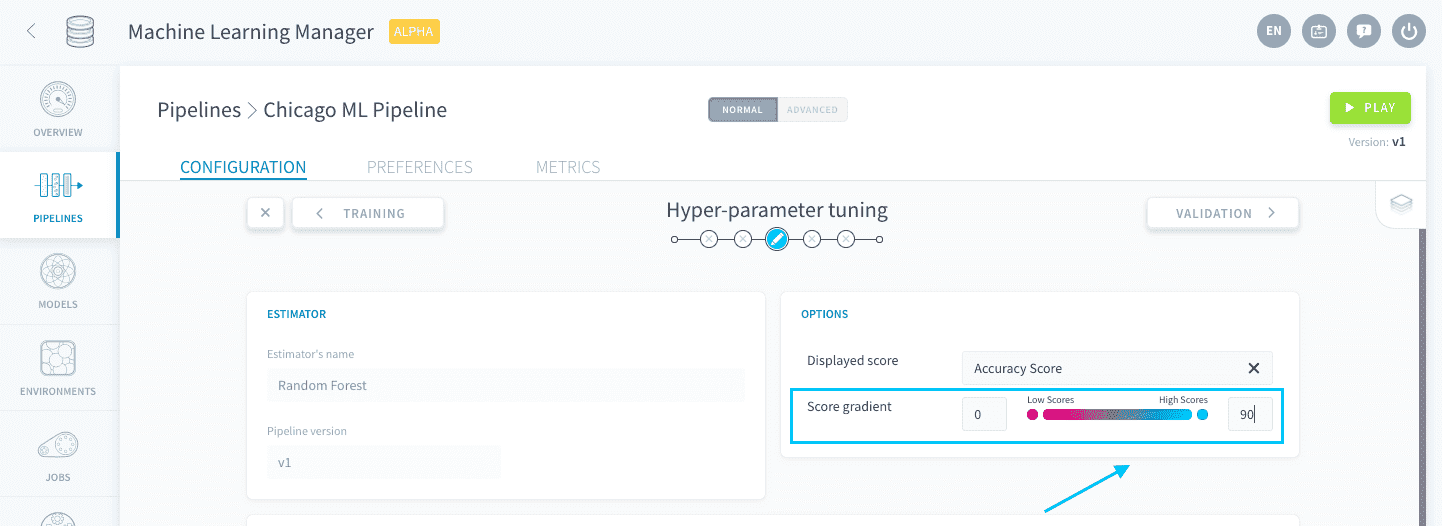 Machine Learning Manager ALPHA
EN
OVERVIEW
PIPELINES
MODELS
ENVIRONMENTS
JOBS
Pipelines > Chicago ML Pipeline
NORMAL ADVANCED
PLAY
Version: v1
CONFIGURATION PREFERENCES METRICS
TRAINING
Hyper-parameter tuning
VALIDATION
ESTIMATOR
Estimator's name
Random Forest
Pipeline version
v1
OPTIONS
Displayed score
Accuracy Score
Score gradient
0
Low Scores High Scores
90